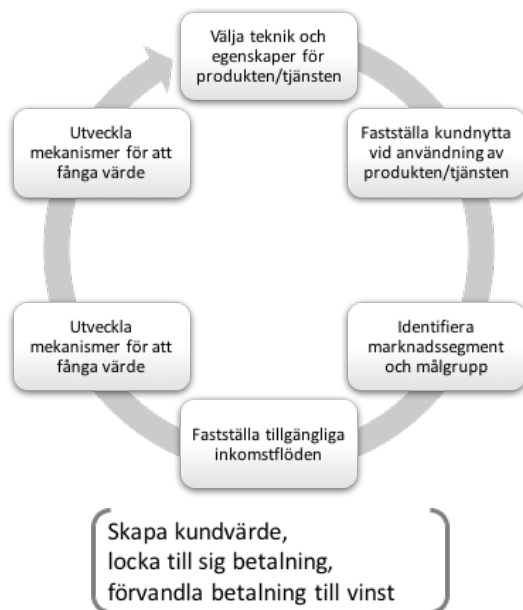 Välja teknik och
egenskaper för
produkten/tjänsten
Fastställa kundnytta
vid användning av
produkten/tjänsten
Identifiera
marknadssegment
och målgrupp
Fastställa tillgängliga
inkomstflöden
Utveckla
mekanismer för att
fånga värde
Utveckla
mekanismer för att
fånga värde
Skapa kundvärde,
locka till sig betalning,
förvandla betalning till vinst